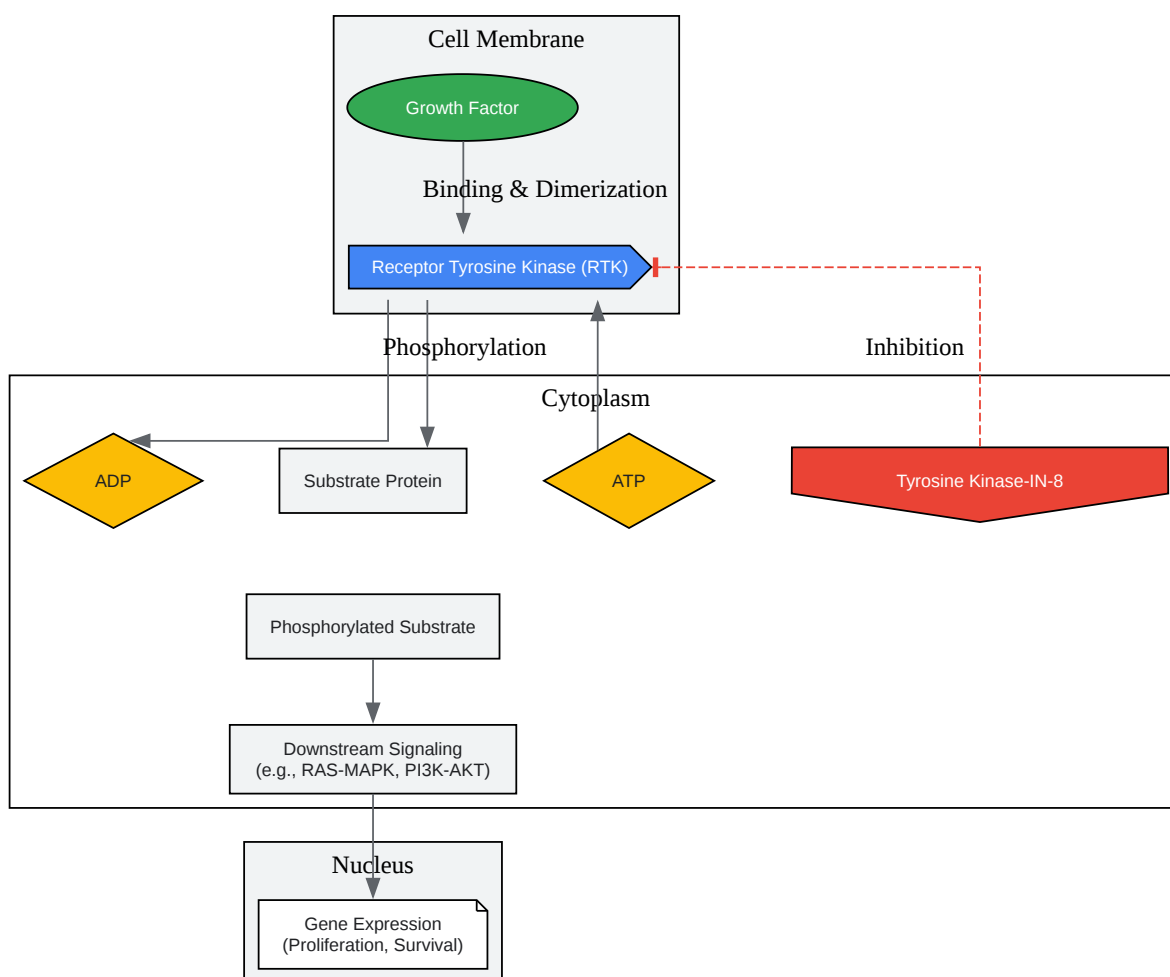 Cell Membrane
Growth Factor
Binding & Dimerization
Receptor Tyrosine Kinase (RTK)
Phosphorylation
Inhibition
Cytoplasm
ADP
Substrate Protein
ATP
Tyrosine Kinase-IN-8
Phosphorylated Substrate
Downstream Signaling
(e.g., RAS-MAPK, PI3K-AKT)
Nucleus
Gene Expression
(Proliferation, Survival)